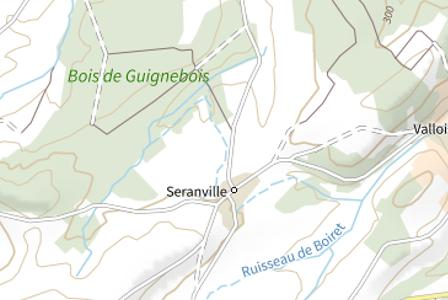 300
Bois de Guignebois
Valloi
Seranville
Ruisseau de Boiret